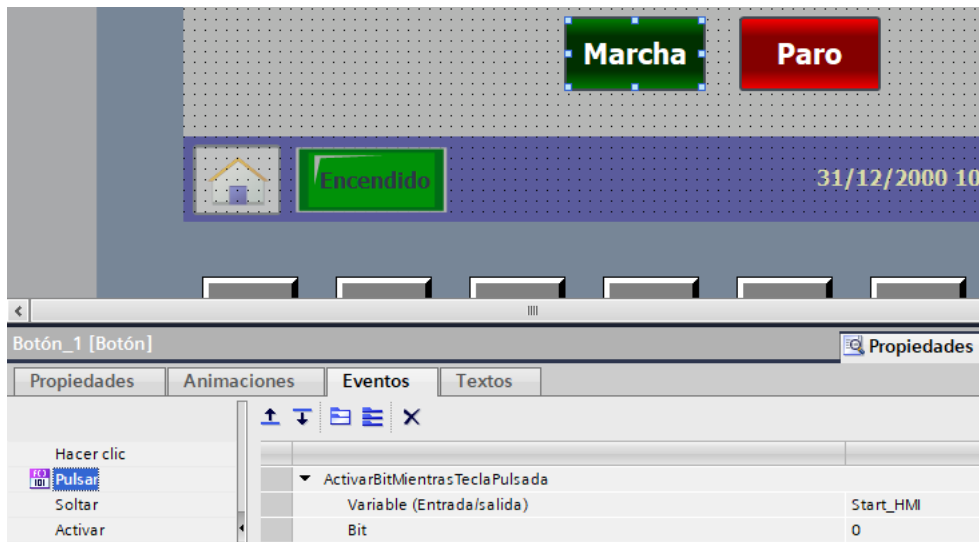 Marcha Paro
Encendido 31/12/2000 10
Botón_1 [Botón] Propiedades
Propiedades Animaciones Eventos Textos
Hacer clic
Pulsar ActivarBitMientrasTeclaPulsada
Soltar Variable (Entrada/salida) Start_HMI
Activar Bit 0